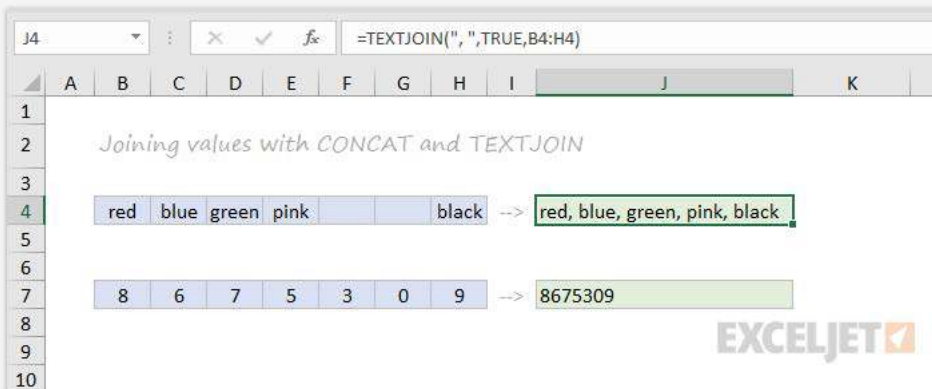 J4 fx =TEXTJOIN(", ",TRUE,B4:H4)
A B C D E F G H I J K
1
2 Joining values with CONCAT and TEXTJOIN
3
4 red blue green pink black --> red, blue, green, pink, black
5
6
7 8 6 7 5 3 0 9 --> 8675309
8
EXCELJET
9
10